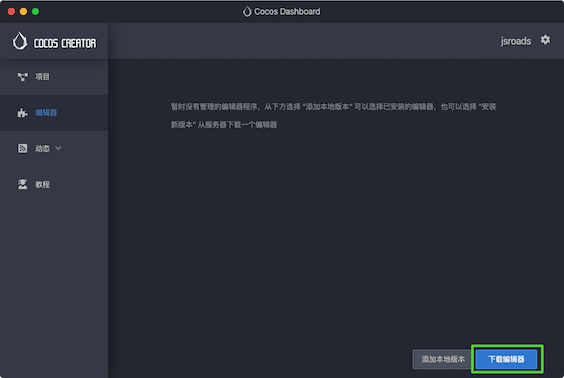 Cocos Dashboard
COCOS CREATOR
jsroads
项目
编辑器
动态
教程
暂时没有管理的编辑器程序，从下方选择 "添加本地版本" 可以选择已安装的编辑器，也可以选择 "安装
新版本" 从服务器下载一个编辑器
添加本地版本
下载编辑器